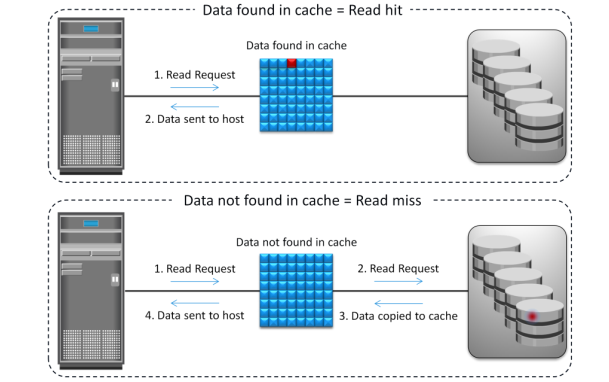 Data found in cache = Read hit
Data found in cache
1. Read Request
2. Data sent to host
Data not found in cache = Read miss
Data not found in cache
1. Read Request
2. Read Request
4. Data sent to host
3. Data copied to cache